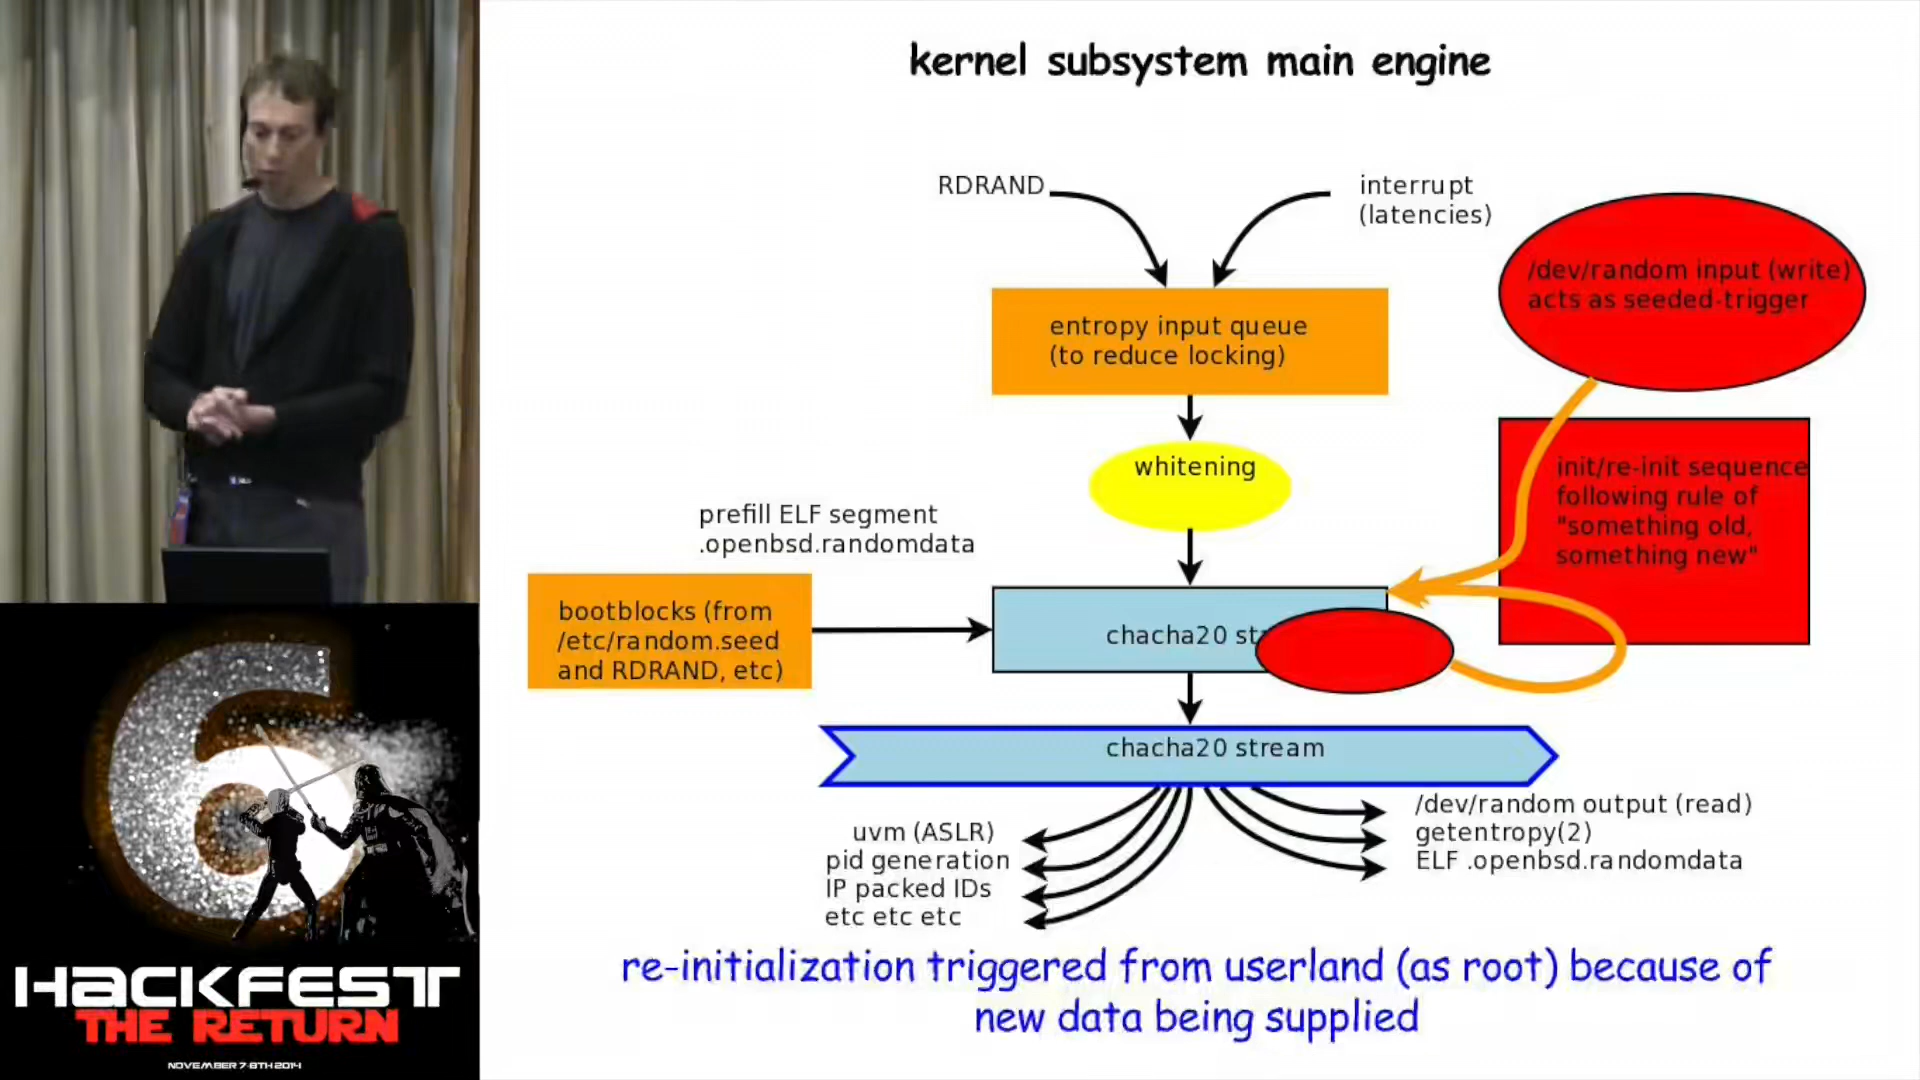 kernel subsystem main engine
RDRAND
interrupt
(latencies)
/dev/random input (write)
acts as seeded-trigger
entropy input queue
(to reduce locking)
whitening
init/re-init sequence
following rule of
"something old,
something new"
prefill ELF segment
.openbsd.randomdata
bootblocks (from
/etc/random.seed
and RDRAND, etc)
chacha20
chacha20 stream
uvm (ASLR)
pid generation
IP packed IDs
etc etc etc
/dev/random output (read)
getentropy(2)
ELF .openbsd.randomdata
re-initialization triggered from userland (as root) because of
new data being supplied
6
HACKFEST
THE RETURN
NOVEMBER 7-8TH 2014